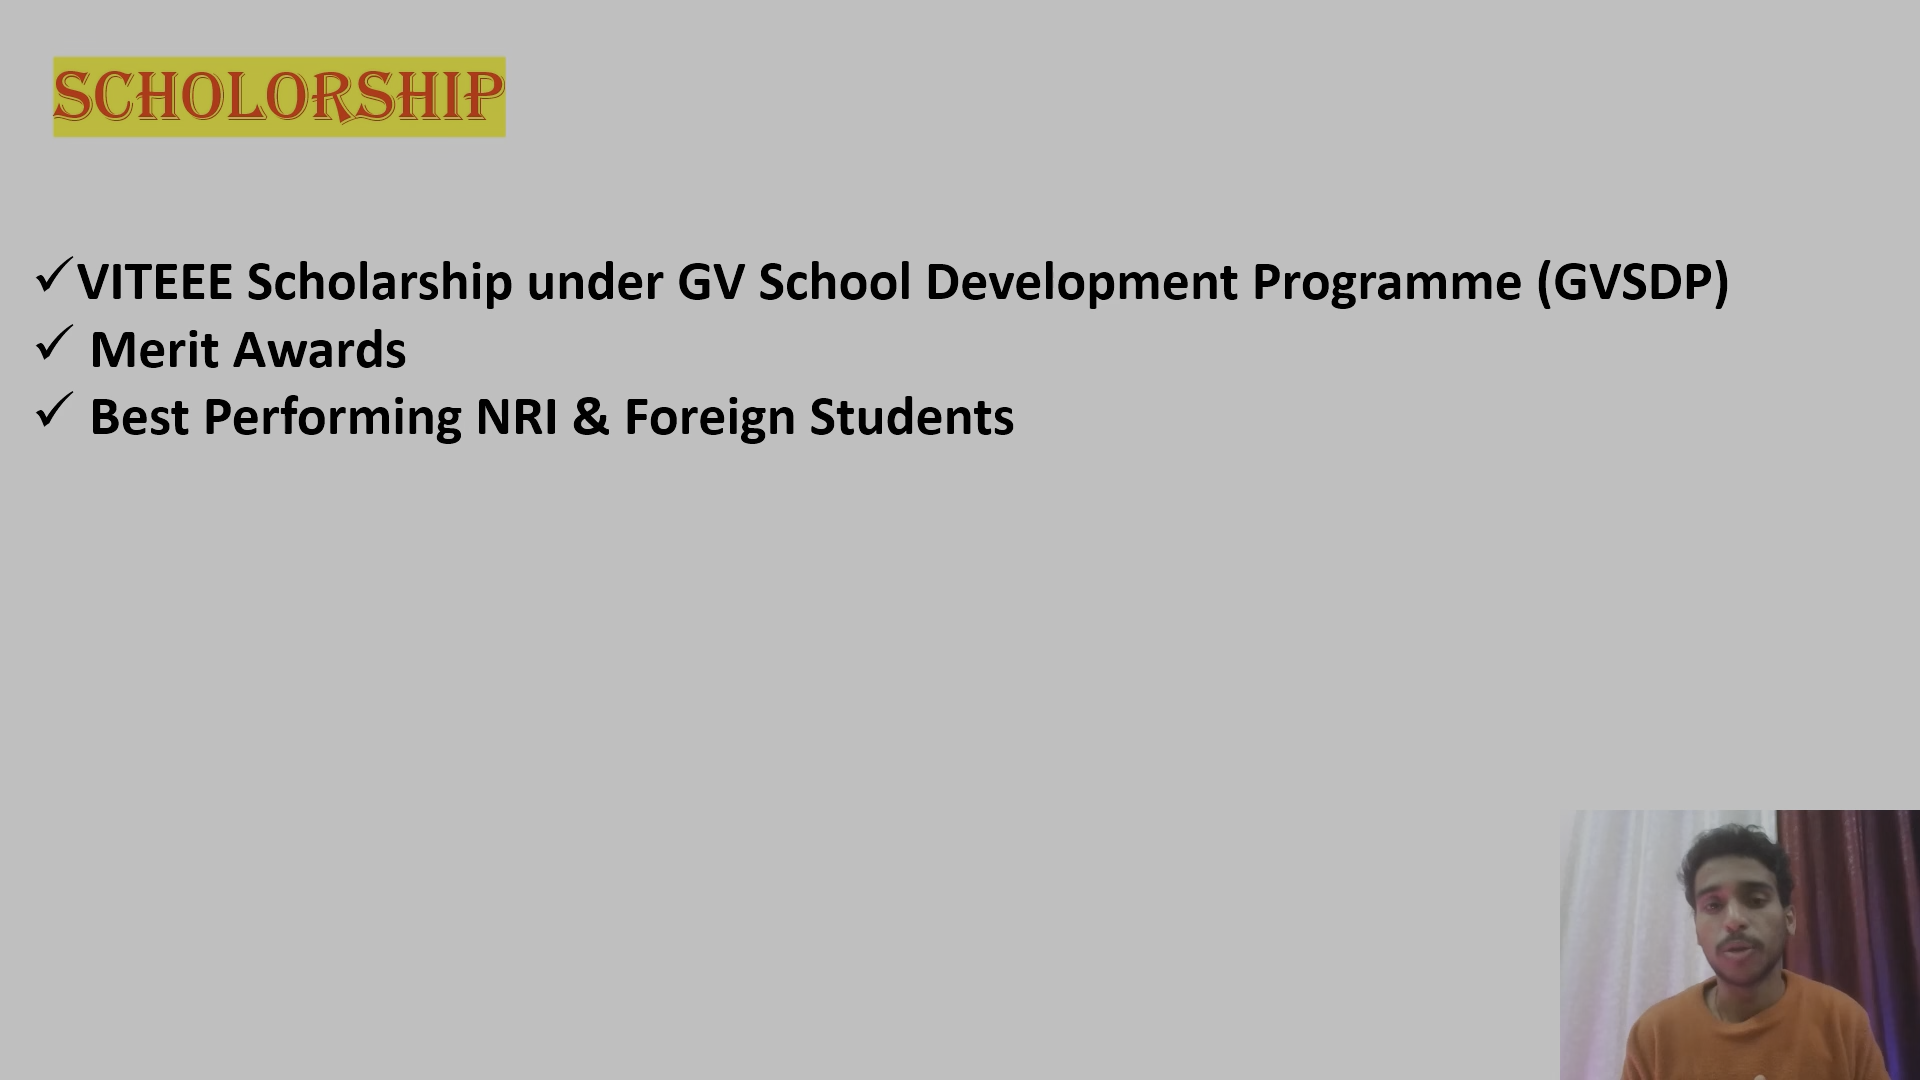 SCHOLORSHIP
✓VITEEE Scholarship under GV School Development Programme (GVSDP)
✓ Merit Awards
✓ Best Performing NRI & Foreign Students